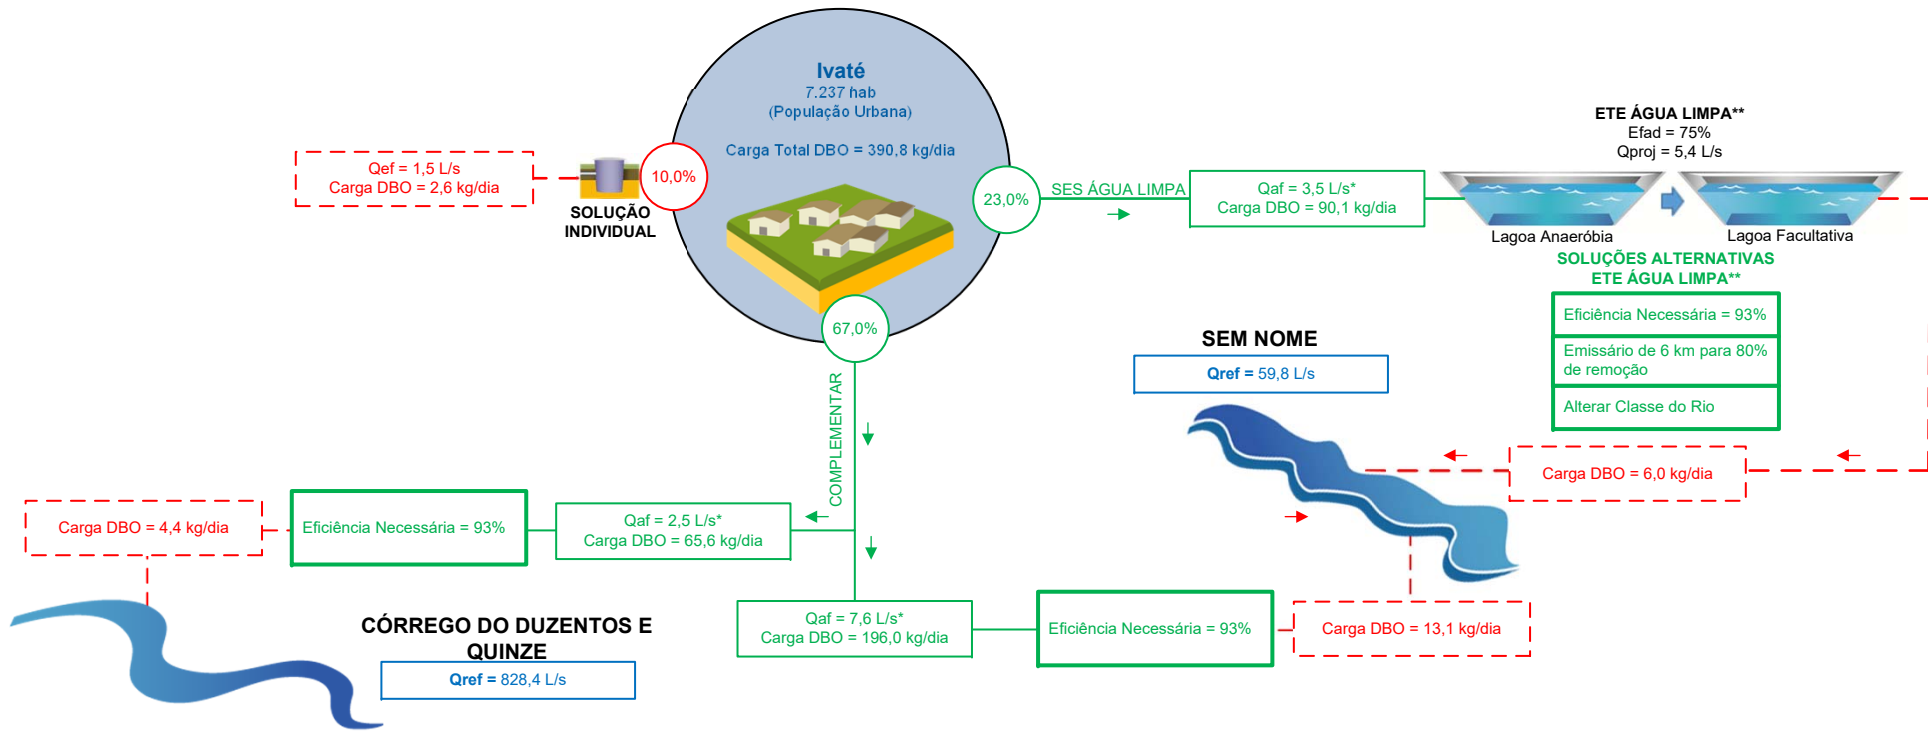 Ivaté
7.237 hab
(População Urbana)
Carga Total DBO = 390,8 kg/dia
Qef = 1,5 L/s
Carga DBO = 2,6 kg/dia
SOLUÇÃO
INDIVIDUAL
10,0%
23,0%
67,0%
SES ÁGUA LIMPA
Qaf = 3,5 L/s*
Carga DBO = 90,1 kg/dia
ETE ÁGUA LIMPA**
Efad = 75%
Qproj = 5,4 L/s
Lagoa Anaeróbia
Lagoa Facultativa
SOLUÇÕES ALTERNATIVAS
ETE ÁGUA LIMPA**
Eficiência Necessária = 93%
Emissário de 6 km para 80%
de remoção
Alterar Classe do Rio
SEM NOME
Qref = 59,8 L/s
Carga DBO = 6,0 kg/dia
COMPLEMENTAR
Carga DBO = 4,4 kg/dia
Eficiência Necessária = 93%
Qaf = 2,5 L/s*
Carga DBO = 65,6 kg/dia
Qaf = 7,6 L/s*
Carga DBO = 196,0 kg/dia
Eficiência Necessária = 93%
Carga DBO = 13,1 kg/dia
CÓRREGO DO DUZENTOS E
QUINZE
Qref = 828,4 L/s